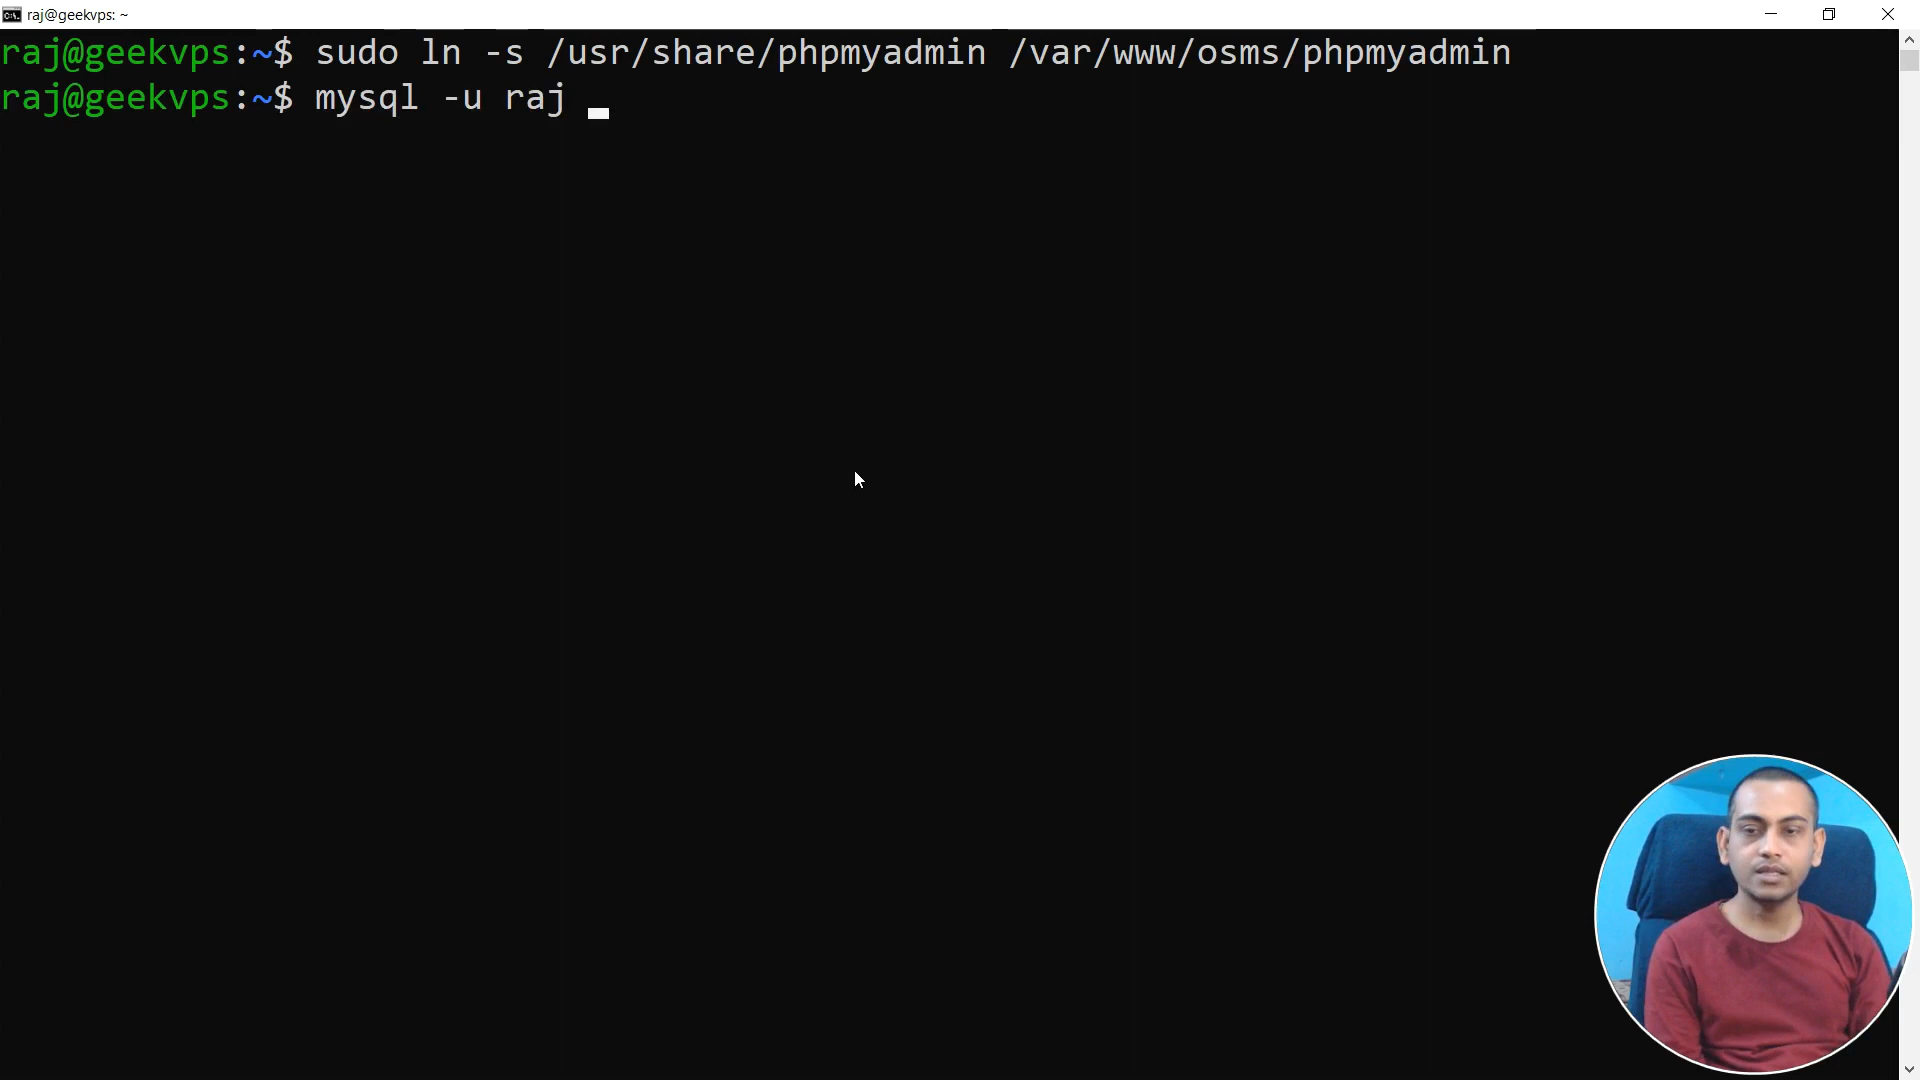 raj@geekvps: ~
raj@geekvps:~$ sudo ln -s /usr/share/phpmyadmin /var/www/osms/phpmyadmin
raj@geekvps:~$ mysql -u raj